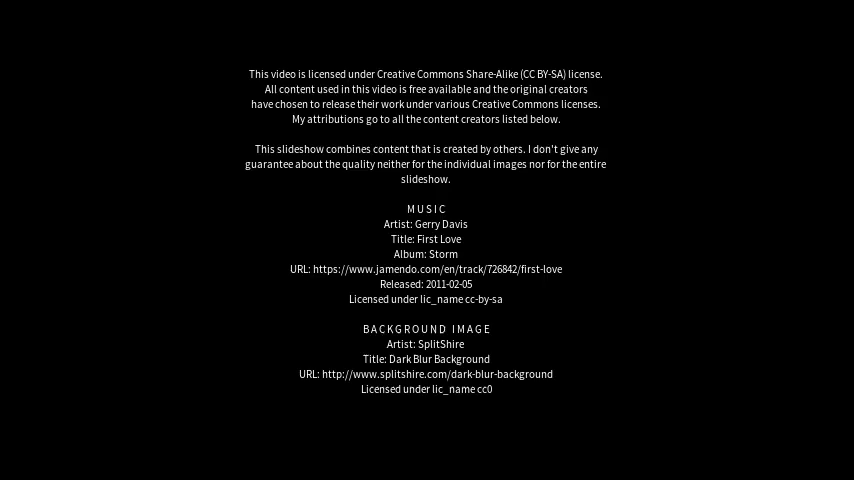 This video is licensed under Creative Commons Share-Alike (CC BY-SA) license.
All content used in this video is free available and the original creators
have chosen to release their work under various Creative Commons licenses.
My attributions go to all the content creators listed below.
This slideshow combines content that is created by others. I don't give any
guarantee about the quality neither for the individual images nor for the entire
slideshow.
MUSIC
Artist: Gerry Davis
Title: First Love
Album: Storm
URL: https://www.jamendo.com/en/track/726842/first-love
Released: 2011-02-05
Licensed under lic_name cc-by-sa
BACKGROUND IMAGE
Artist: SplitShire
Title: Dark Blur Background
URL: http://www.splitshire.com/dark-blur-background
Licensed under lic_name cc0